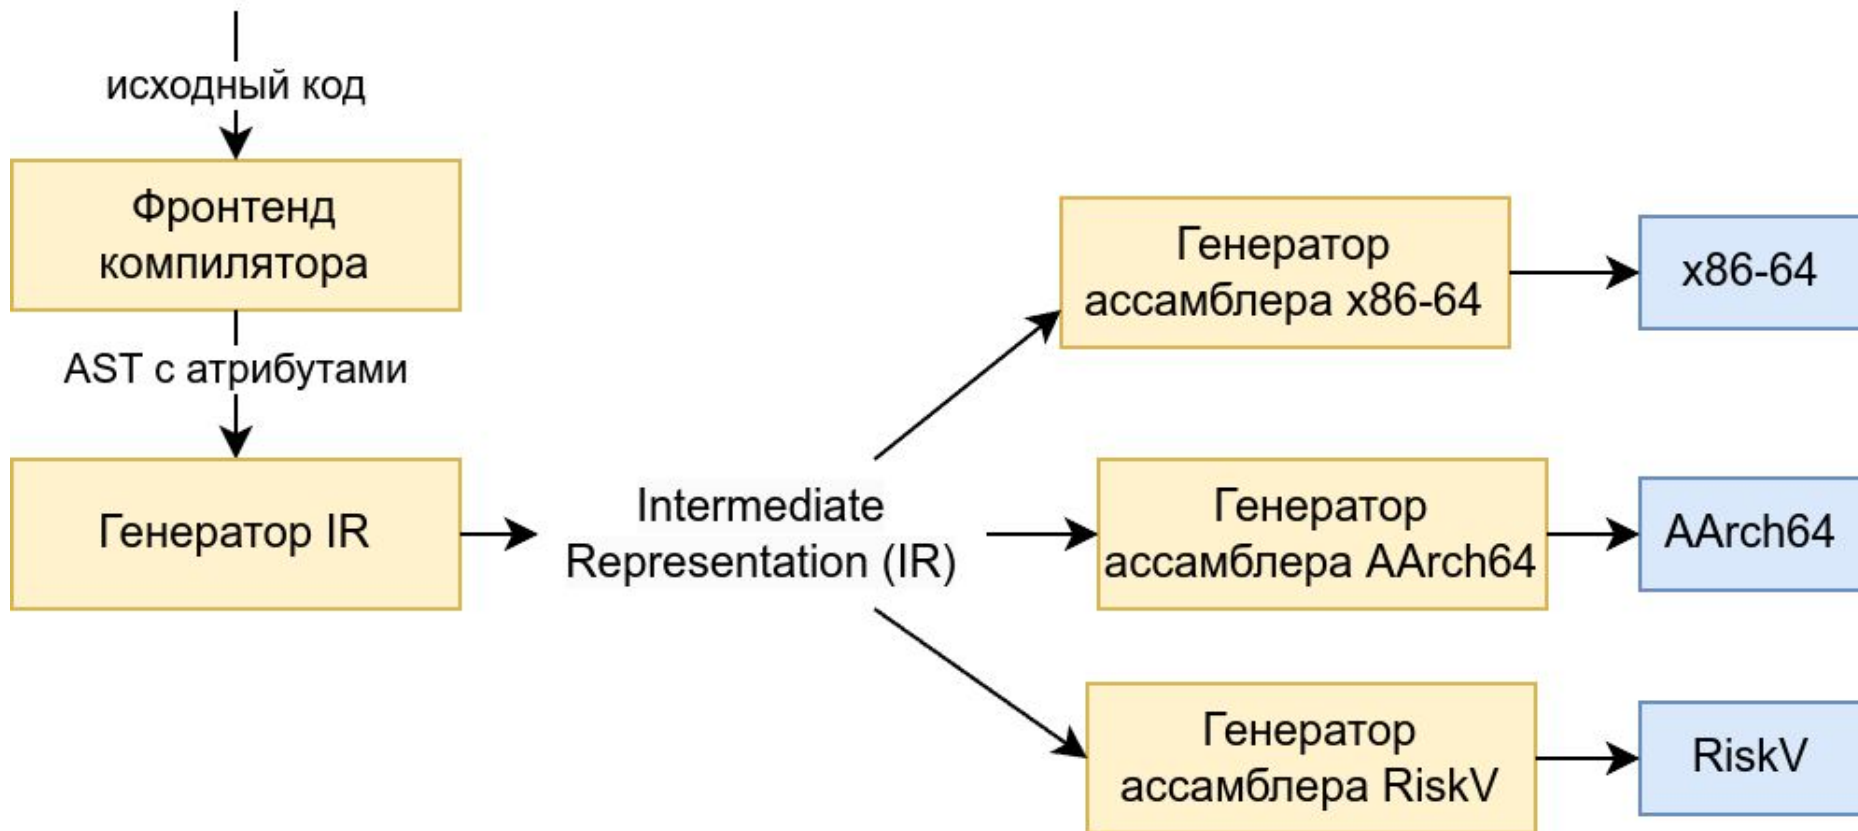 исходный код
Фронтенд
компилятора
AST с атрибутами
Генератор IR
Intermediate
Representation (IR)
Генератор
ассамблера x86-64
x86-64
Генератор
ассамблера AArch64
AArch64
Генератор
ассамблера RiskV
RiskV